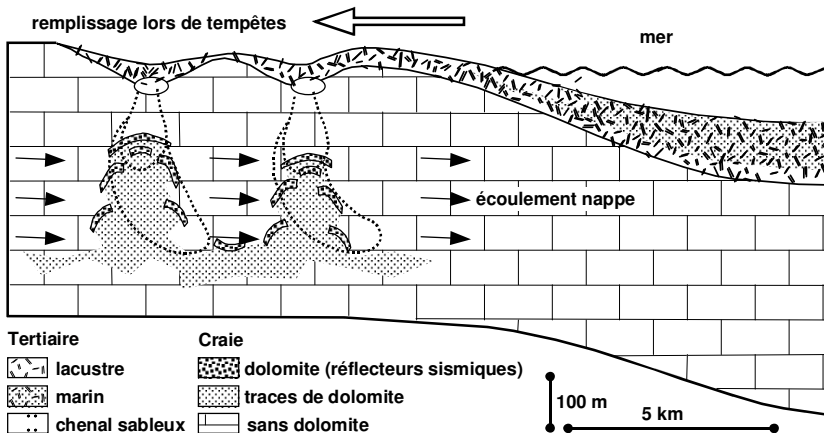 remplissage lors de tempêtes
mer
écoulement nappe
Tertiaire
lacustre
marin
chenal sableux
Craie
dolomite (réflecteurs sismiques)
traces de dolomite
sans dolomite
100 m
5 km